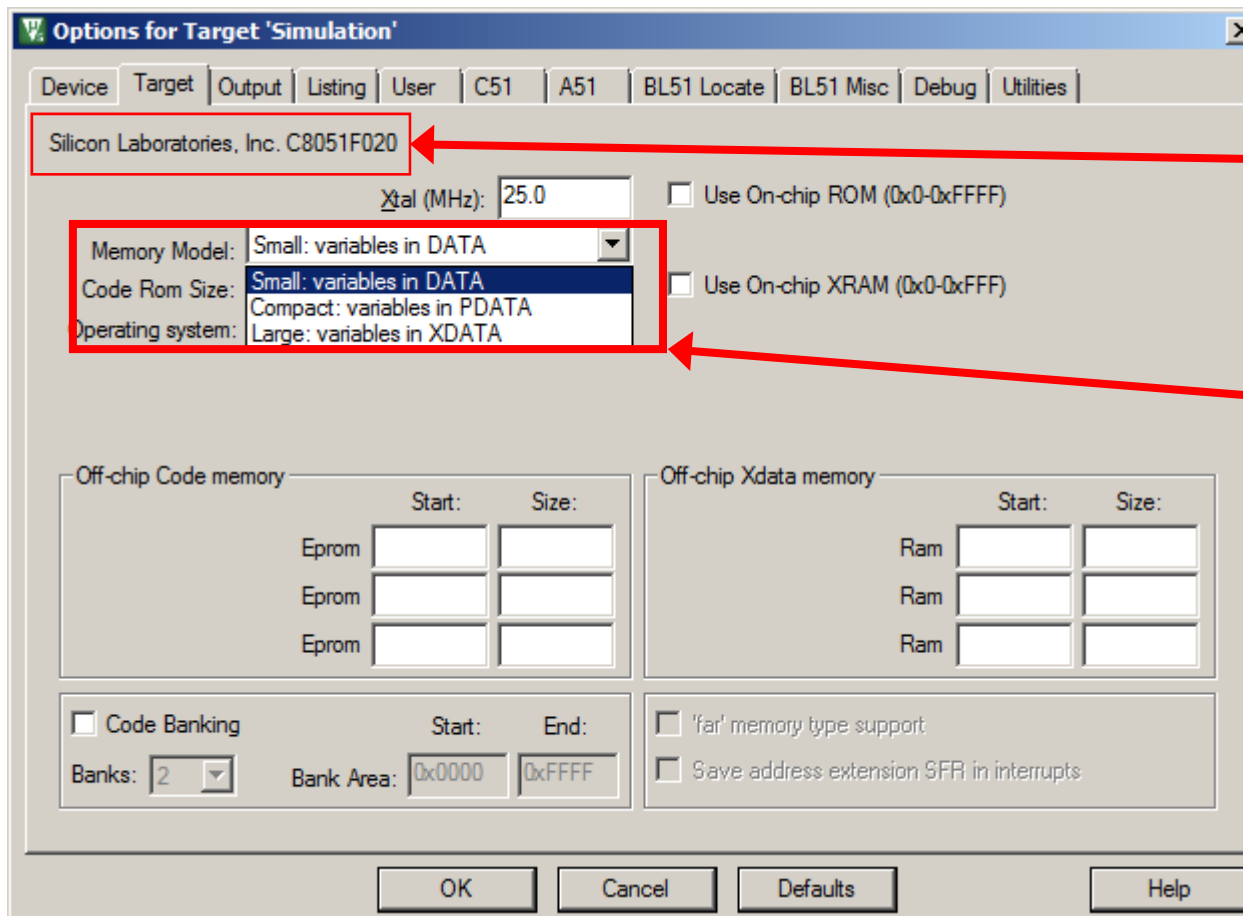 Options for Target 'Simulation'
Device Target Output Listing User C51 A51 BL51 Locate BL51 Misc Debug Utilities
Silicon Laboratories, Inc. C8051F020
Xtal (MHz): 25.0 Use On-chip ROM (0x0-0xFFFF)
Memory Model: Small: variables in DATA
Code Rom Size: Small: variables in DATA Use On-chip XRAM (0x0-0xFFF)
Compact: variables in PDATA
Operating system: Large: variables in XDATA
Off-chip Code memory Off-chip Xdata memory
Start: Size: Start: Size:
Eprom Ram
Eprom Ram
Eprom Ram
Code Banking Start: End: 'far' memory type support
Banks: 2 Bank Area: 0x0000 0xFFFF Save address extension SFR in interrupts
OK Cancel Defaults Help